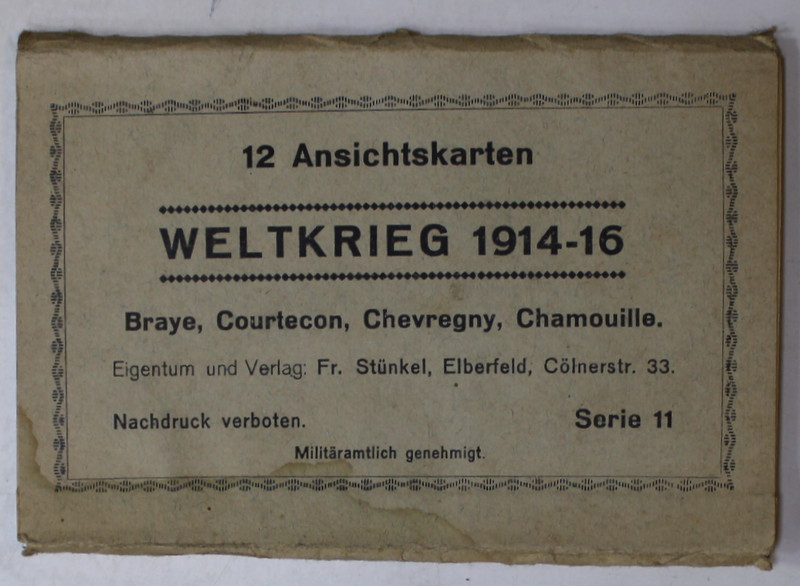 12 Ansichtskarten
WELTKRIEG 1914-16
Braye, Courtecon, Chevregny, Chamouille.
Eigentum und Verlag: Fr. Stünkel, Elberfeld, Cölnerstr. 33.
Nachdruck verboten. Serie 11
Militäramtlich genehmigt.